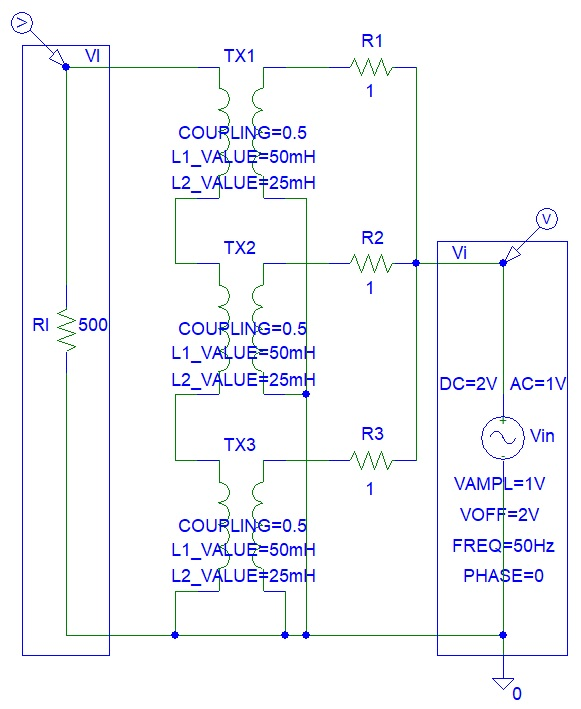 V
Vl
TX1
R1
1
COUPLING=0.5
L1_VALUE=50mH
L2_VALUE=25mH
V
TX2
R2
1
Vi
Rl
500
COUPLING=0.5
L1_VALUE=50mH
L2_VALUE=25mH
DC=2V AC=1V
TX3
R3
1
+
-
Vin
VAMPL=1V
VOFF=2V
FREQ=50Hz
PHASE=0
COUPLING=0.5
L1_VALUE=50mH
L2_VALUE=25mH
0